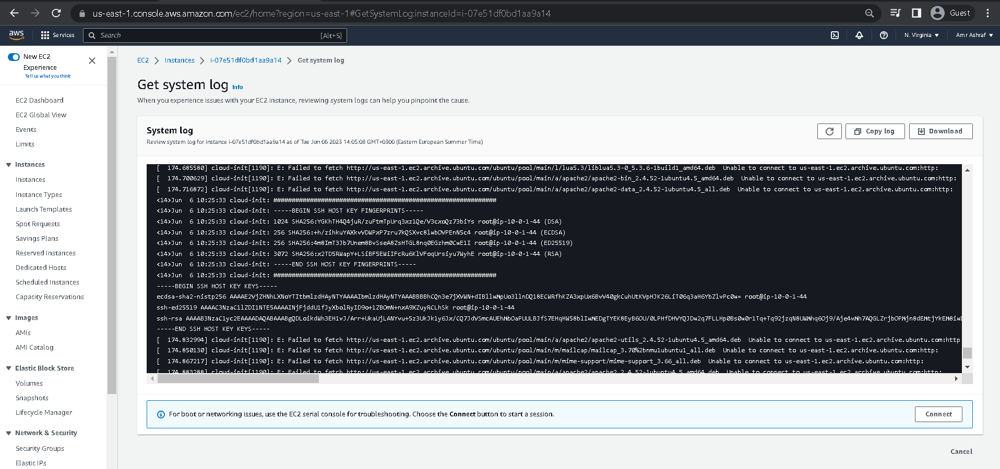 us-east-1.console.aws.amazon.com/ec2/home?region=us-east-1#GetSystemLog:instanceId=i-07e51df0bd1aa9a14
Guest
aws
Services
Search
[Alt+S]
N. Virginia
Amr Ashraf
New EC2
Experience
Tell us what you think
EC2 Dashboard
EC2 Global View
Events
Limits
Instances
Instances
Instance Types
Launch Templates
Spot Requests
Savings Plans
Reserved Instances
Dedicated Hosts
Scheduled Instances
Capacity Reservations
Images
AMIs
AMI Catalog
Elastic Block Store
Volumes
Snapshots
Lifecycle Manager
Network & Security
Security Groups
Elastic IPs
EC2 > Instances > i-07e51df0bd1aa9a14 > Get system log
Get system log Info
When you experience issues with your EC2 instance, reviewing system logs can help you pinpoint the cause.
System log
Review system log for instance i-07e51df0bd1aa9a14 as of Tue Jun 06 2023 14:05:08 GMT+0300 (Eastern European Summer Time)
Copy log
Download
[  174.685580] cloud-init[1190]: E: Failed to fetch http://us-east-1.ec2.archive.ubuntu.com/ubuntu/pool/main/l/lua5.3/liblua5.3-0_5.3.6-1build1_amd64.deb  Unable to connect to us-east-1.ec2.archive.ubuntu.com:http:
[  174.700629] cloud-init[1190]: E: Failed to fetch http://us-east-1.ec2.archive.ubuntu.com/ubuntu/pool/main/a/apache2/apache2-bin_2.4.52-1ubuntu4.5_amd64.deb  Unable to connect to us-east-1.ec2.archive.ubuntu.com:http:
[  174.716872] cloud-init[1190]: E: Failed to fetch http://us-east-1.ec2.archive.ubuntu.com/ubuntu/pool/main/a/apache2/apache2-data_2.4.52-1ubuntu4.5_all.deb  Unable to connect to us-east-1.ec2.archive.ubuntu.com:http:
<14>Jun  6 10:25:33 cloud-init: #############################################################
<14>Jun  6 10:25:33 cloud-init: -----BEGIN SSH HOST KEY FINGERPRINTS-----
<14>Jun  6 10:25:33 cloud-init: 1024 SHA256:YGKhTH4Q4juR/zuFtmTpUrq3xz1Qe/V3cxoQz73biYs root@ip-10-0-1-44 (DSA)
<14>Jun  6 10:25:33 cloud-init: 256 SHA256:+h/zihkuYAXkvVDWPxP7zru7kQSXvc8lwbOVPEnN5c4 root@ip-10-0-1-44 (ECDSA)
<14>Jun  6 10:25:33 cloud-init: 256 SHA256:4m8ImT3Jb7Unem8BvSseA8ZsHTGL8nq0EGzhm0CwE1I root@ip-10-0-1-44 (ED25519)
<14>Jun  6 10:25:33 cloud-init: 3072 SHA256:x2TD5RWapY+LSiBF5EWiIFcRu6KlVFoqUrsiyu7WyhE root@ip-10-0-1-44 (RSA)
<14>Jun  6 10:25:33 cloud-init: -----END SSH HOST KEY FINGERPRINTS-----
<14>Jun  6 10:25:33 cloud-init: #############################################################
-----BEGIN SSH HOST KEY KEYS-----
ecdsa-sha2-nistp256 AAAAE2VjZHNhLXNoYTItbmlzdHAyNTYAAAAIbmlzdHAyNTYAAABBBBhCQn3e7jXVWN+dIBllwMpUo3llnDQ18ECWRfhKZA3xpUx6BvV40gkCuhUtKVpHJK26LiT06q3aH6YbZlvPc0w= root@ip-10-0-1-44
ssh-ed25519 AAAAC3NzaC1lZDI1NTE5AAAAINjFjddU1fJyXbolRyID9o+1ZBOmN+nxA9XZuyRCLhSk root@ip-10-0-1-44
ssh-rsa
-----END SSH HOST KEY KEYS-----
[  174.832994] cloud-init[1190]: E: Failed to fetch http://us-east-1.ec2.archive.ubuntu.com/ubuntu/pool/main/a/apache2/apache2-utils_2.4.52-1ubuntu4.5_amd64.deb  Unable to connect to us-east-1.ec2.archive.ubuntu.com:http
[  174.850130] cloud-init[1190]: E: Failed to fetch http://us-east-1.ec2.archive.ubuntu.com/ubuntu/pool/main/m/mailcap/mailcap_3.70%2bnmu1ubuntu1_all.deb  Unable to connect to us-east-1.ec2.archive.ubuntu.com:http:
[  174.867217] cloud-init[1190]: E: Failed to fetch http://us-east-1.ec2.archive.ubuntu.com/ubuntu/pool/main/m/mime-support/mime-support_3.66_all.deb  Unable to connect to us-east-1.ec2.archive.ubuntu.com:http:
[  174.883288] cloud-init[1190]: E: Failed to fetch http://us-east-1.ec2.archive.ubuntu.com/ubuntu/pool/main/a/apache2/apache2_2.4.52-1ubuntu4.5_amd64.deb  Unable to connect to us-east-1.ec2.archive.ubuntu.com:http:
For boot or networking issues, use the EC2 serial console for troubleshooting. Choose the Connect button to start a session.
Connect
Cancel